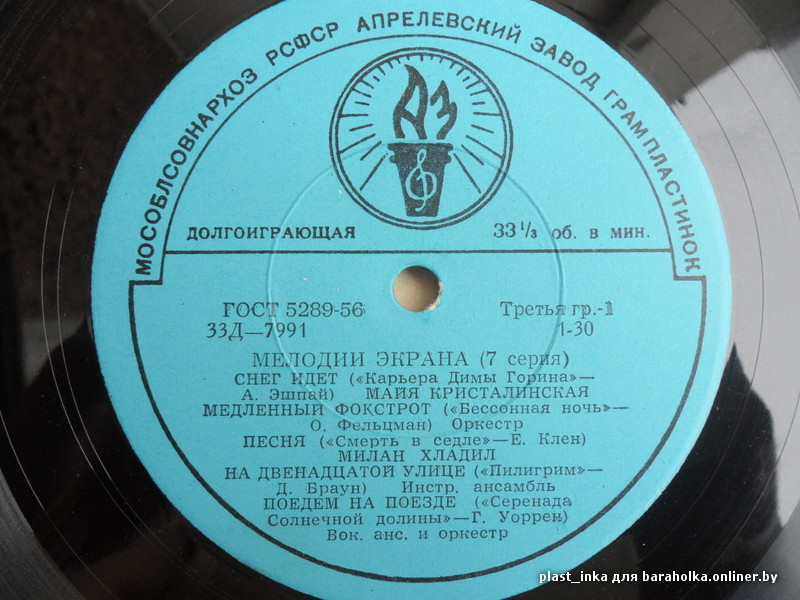 МОСОБЛСОВНАРХОЗ РСФСР АПРЕЛЕВСКИЙ ЗАВОД ГРАМПЛАСТИНОК
АЗ
ДОЛГОИГРАЮЩАЯ 33 1/3 об. в мин.
ГОСТ 5289-56 Третья гр.-1
33Д—7991 1-30
МЕЛОДИИ ЭКРАНА (7 серия)
СНЕГ ИДЕТ («Карьера Димы Горина»—
А. Эшпай) МАЙЯ КРИСТАЛИНСКАЯ
МЕДЛЕННЫЙ ФОКСТРОТ («Бессонная ночь»—
О. Фельцман) Оркестр
ПЕСНЯ («Смерть в седле»—Е. Клен)
МИЛАН ХЛАДИЛ
НА ДВЕНАДЦАТОЙ УЛИЦЕ («Пилигрим»—
Д. Браун) Инстр. ансамбль
ПОЕДЕМ НА ПОЕЗДЕ («Серенада
Солнечной долины»—Г. Уоррен)
Вок. анс. и оркестр
plast_inka для baraholka.onliner.by